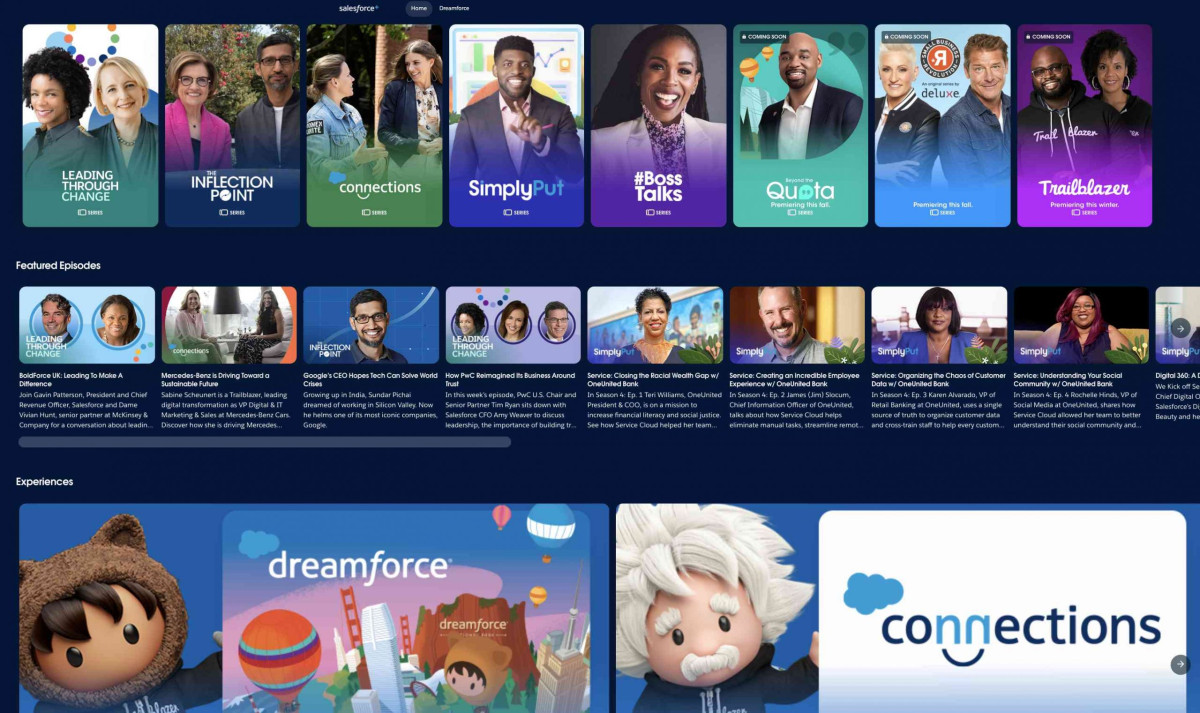 salesforce+
Home
Dreamforce
LEADING
THROUGH
CHANGE
SERIES
THE
INFLECTION
POINT
SERIES
connections
SERIES
SimplyPut
SERIES
#Boss
Talks
SERIES
COMING SOON
Beyond the
Quota
Premiering this fall.
SERIES
COMING SOON
SMALL BUSINESS
REVOLUTION
An original series by
deluxe
Premiering this fall.
SERIES
COMING SOON
Trailblazer
Trailblazer
Premiering this winter.
SERIES
Featured Episodes
LEADING
THROUGH
CHANGE
BoldForce UK: Leading To Make A
Difference
Join Gavin Patterson, President and Chief
Revenue Officer, Salesforce and Dame
Vivian Hunt, senior partner at McKinsey &
Company for a conversation about leadin...
connections
Mercedes-Benz is Driving Toward a
Sustainable Future
Sabine Scheunert is a Trailblazer, leading
digital transformation as VP Digital & IT
Marketing & Sales at Mercedes-Benz Cars.
Discover how she is driving Mercedes...
THE
INFLECTION
POINT
Google's CEO Hopes Tech Can Solve World
Crises
Growing up in India, Sundar Pichai
dreamed of working in Silicon Valley. Now
he helms one of its most iconic companies,
Google.
LEADING
THROUGH
CHANGE
How PwC Reimagined Its Business Around
Trust
In this week's episode, PwC U.S. Chair and
Senior Partner Tim Ryan sits down with
Salesforce CFO Amy Weaver to discuss
leadership, the importance of building tr...
SimplyPut
Service: Closing the Racial Wealth Gap w/
OneUnited Bank
In Season 4: Ep. 1 Teri Williams, OneUnited
President & COO, is on a mission to
increase financial literacy and social justice.
See how Service Cloud helped her team...
Simply
Service: Creating an Incredible Employee
Experience w/ OneUnited Bank
In Season 4: Ep. 2 James (Jim) Slocum,
Chief Information Officer of OneUnited,
talks about how Service Cloud helps
eliminate manual tasks, streamline remot...
SimplyPut
Service: Organizing the Chaos of Customer
Data w/ OneUnited Bank
In Season 4: Ep. 3 Karen Alvarado, VP of
Retail Banking at OneUnited, uses a single
source of truth to organize customer data
and cross-train staff to help every custom...
SimplyPut
Service: Understanding Your Social
Community w/ OneUnited Bank
In Season 4: Ep. 4 Rochelle Hinds, VP of
Social Media at OneUnited, shares how
Service Cloud allowed her team to better
understand their social community and...
SimplyPu
Digital 360: A D
We Kick off Se
Chief Digital O
Salesforce's Di
Beauty and he
Experiences
dreamforce
dreamforce
connections